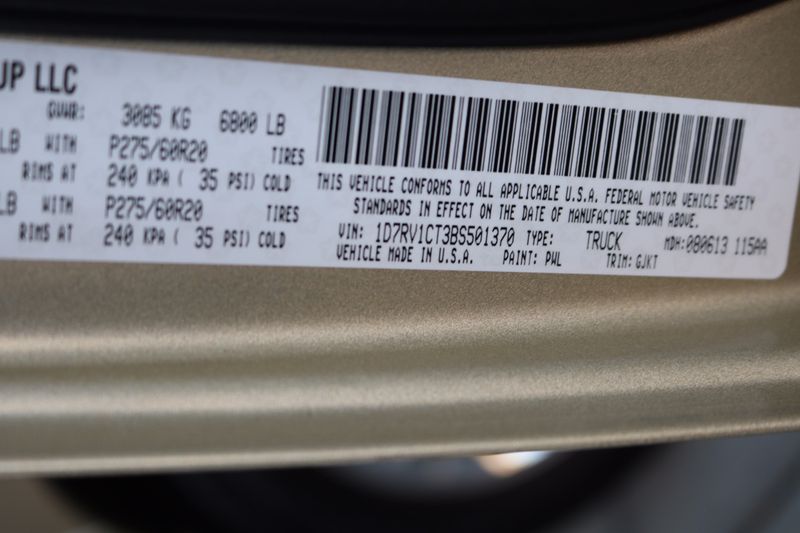 UP LLC
GVWR: 3085 KG 6800 LB
LB WITH P275/60R20 TIRES
RIMS AT 240 KPA ( 35 PSI) COLD
LB WITH P275/60R20 TIRES
RIMS AT 240 KPA ( 35 PSI) COLD
THIS VEHICLE CONFORMS TO ALL APPLICABLE U.S.A. FEDERAL MOTOR VEHICLE SAFETY
STANDARDS IN EFFECT ON THE DATE OF MANUFACTURE SHOWN ABOVE.
VIN: 1D7RV1CT3BS501370 TYPE: TRUCK MDH: 080613 115AA
VEHICLE MADE IN U.S.A. PAINT: PWL TRIM: GJKT